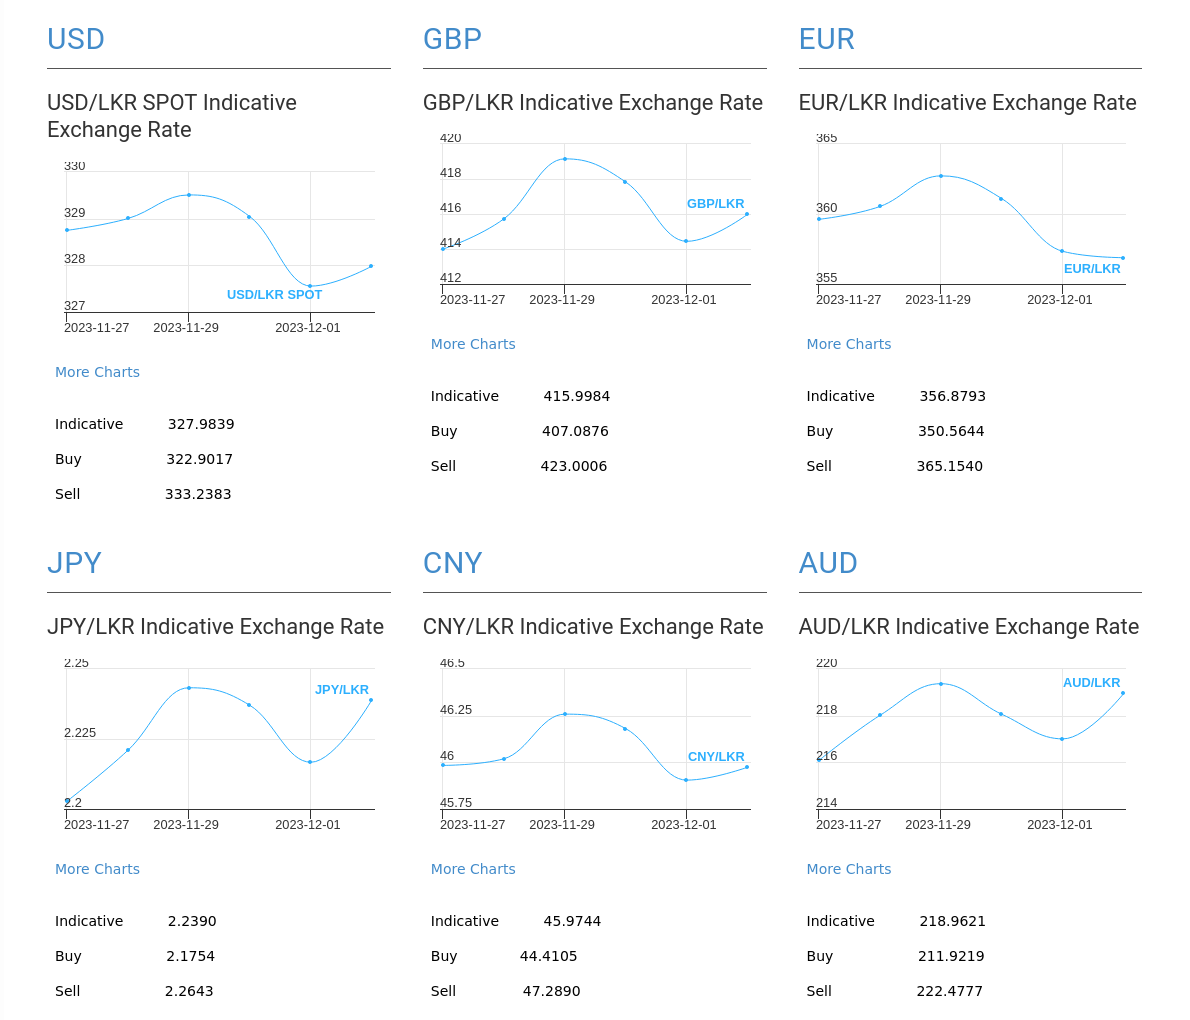 USD
USD/LKR SPOT Indicative
Exchange Rate
330
329
328
327
USD/LKR SPOT
2023-11-27 2023-11-29 2023-12-01
More Charts
Indicative 327.9839
Buy 322.9017
Sell 333.2383
GBP
GBP/LKR Indicative Exchange Rate
420
418
416
414
412
GBP/LKR
2023-11-27 2023-11-29 2023-12-01
More Charts
Indicative 415.9984
Buy 407.0876
Sell 423.0006
EUR
EUR/LKR Indicative Exchange Rate
365
360
355
EUR/LKR
2023-11-27 2023-11-29 2023-12-01
More Charts
Indicative 356.8793
Buy 350.5644
Sell 365.1540
JPY
JPY/LKR Indicative Exchange Rate
2.25
2.225
2.2
JPY/LKR
2023-11-27 2023-11-29 2023-12-01
More Charts
Indicative 2.2390
Buy 2.1754
Sell 2.2643
CNY
CNY/LKR Indicative Exchange Rate
46.5
46.25
46
45.75
CNY/LKR
2023-11-27 2023-11-29 2023-12-01
More Charts
Indicative 45.9744
Buy 44.4105
Sell 47.2890
AUD
AUD/LKR Indicative Exchange Rate
220
218
216
214
AUD/LKR
2023-11-27 2023-11-29 2023-12-01
More Charts
Indicative 218.9621
Buy 211.9219
Sell 222.4777